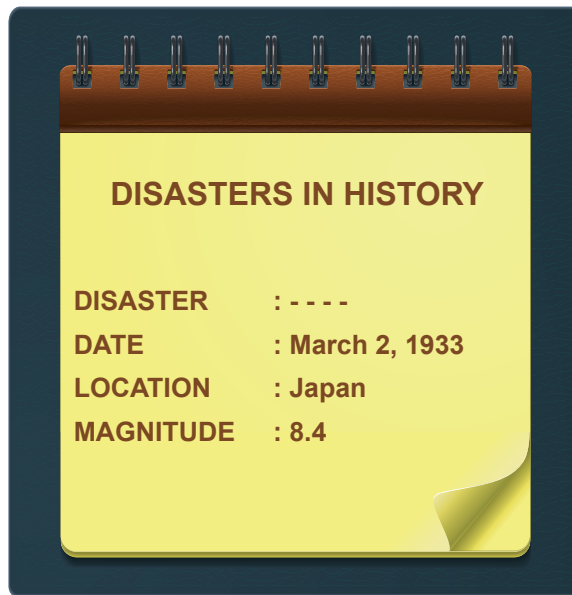 DISASTERS IN HISTORY
DISASTER : - - - -
DATE : March 2, 1933
LOCATION : Japan
MAGNITUDE : 8.4